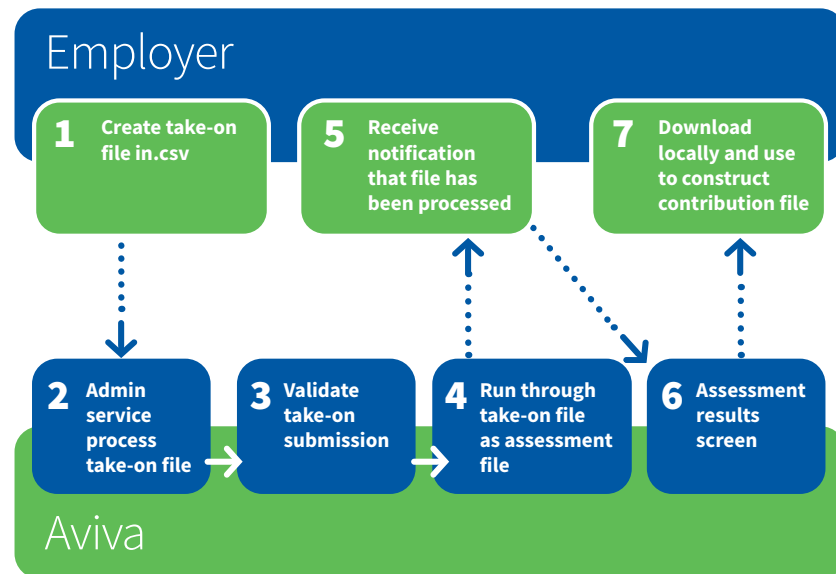 Employer
1 Create take-on
file in.csv
5 Receive
notification
that file has
been processed
7 Download
locally and use
to construct
contribution file
2 Admin
service
process
take-on file
3 Validate
take-on
submission
4 Run through
take-on file
as assessment
file
6 Assessment
results
screen
Aviva